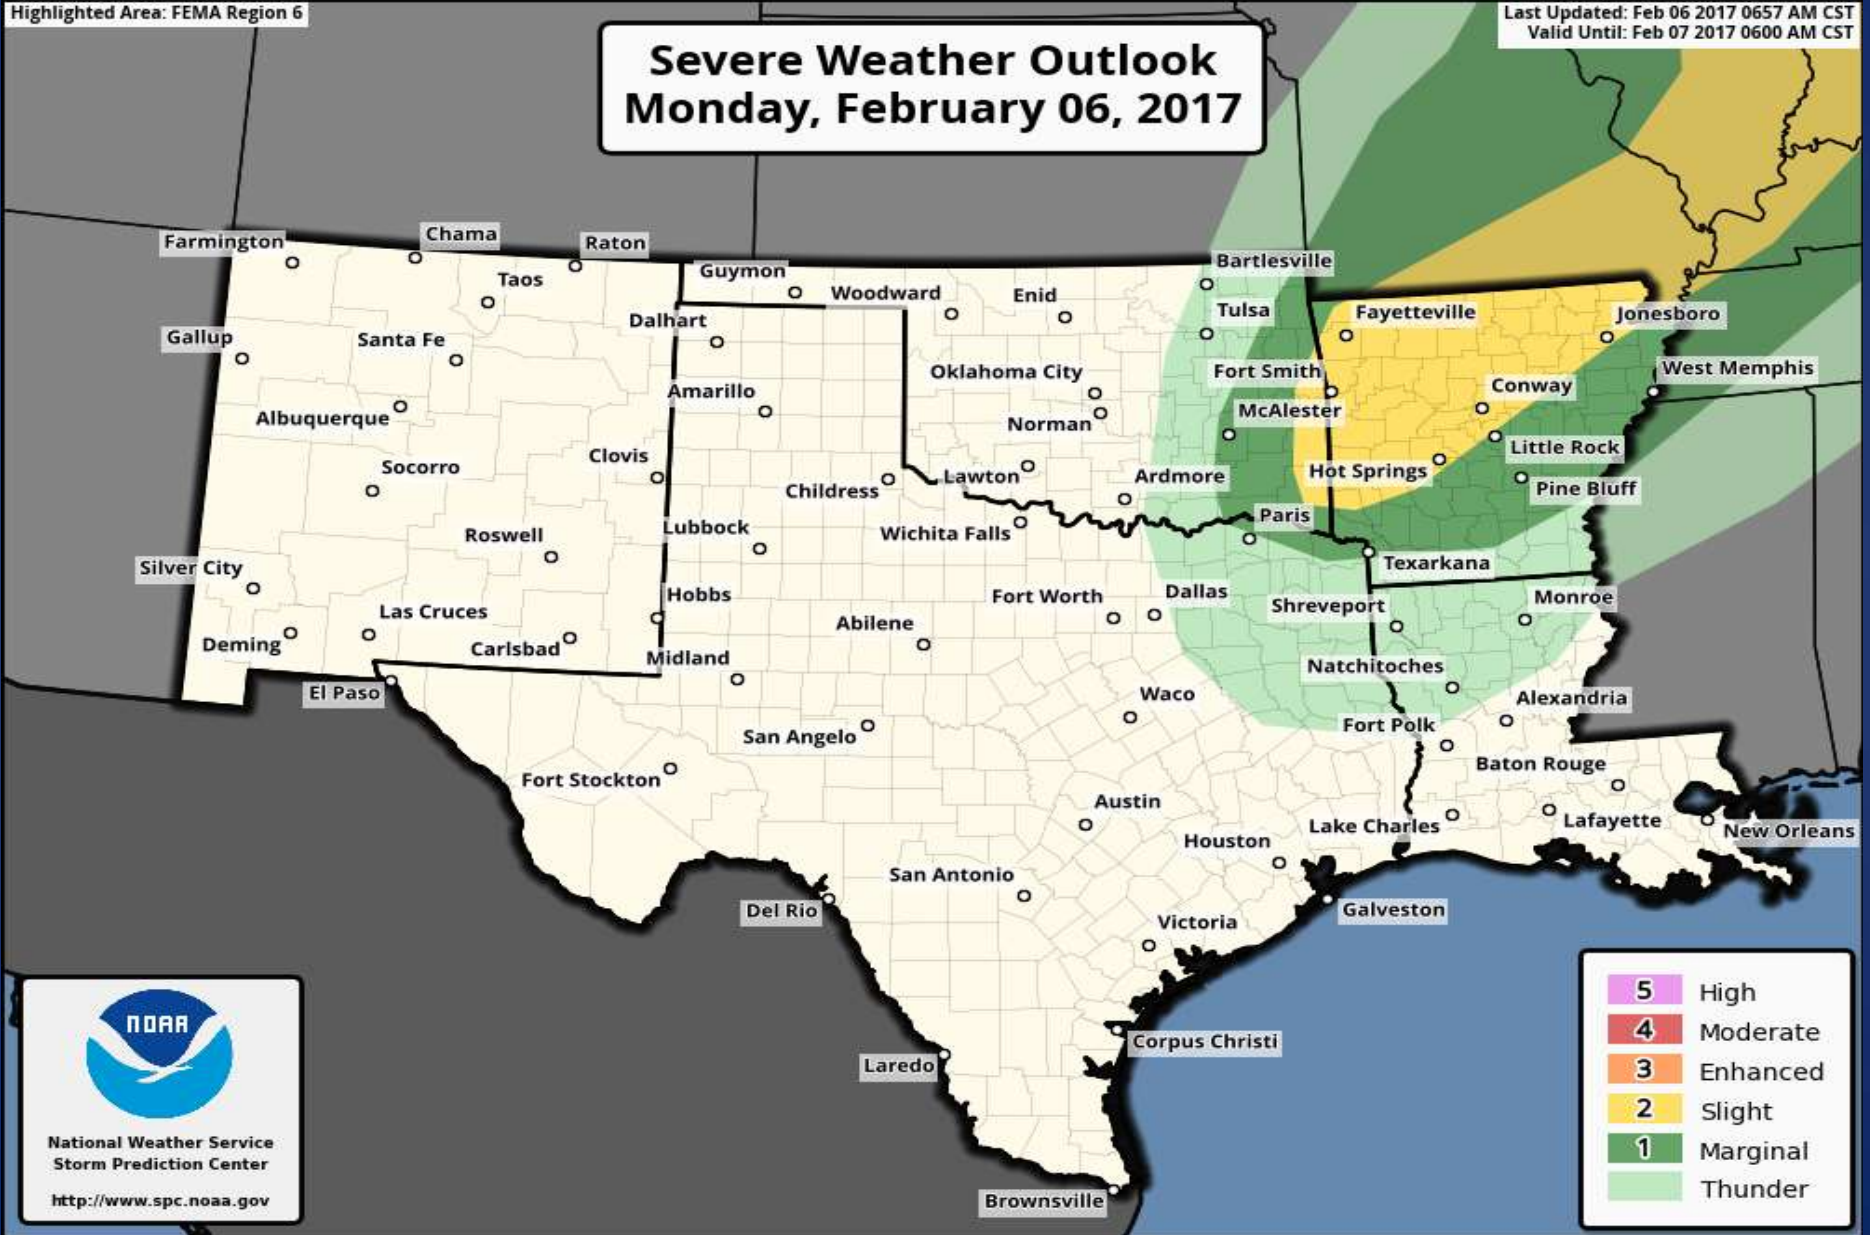 Highlighted Area: FEMA Region 6
Last Updated: Feb 06 2017 0657 AM CST
Valid Until: Feb 07 2017 0600 AM CST
Severe Weather Outlook
Monday, February 06, 2017
Farmington
Chama
Raton
Taos
Guymon
Woodward
Enid
Bartlesville
Tulsa
Fayetteville
Jonesboro
Gallup
Santa Fe
Dalhart
Oklahoma City
Fort Smith
Conway
West Memphis
Albuquerque
Amarillo
Norman
McAlester
Little Rock
Socorro
Clovis
Childress
Lawton
Ardmore
Hot Springs
Pine Bluff
Roswell
Lubbock
Wichita Falls
Paris
Texarkana
Silver City
Las Cruces
Hobbs
Fort Worth
Dallas
Shreveport
Monroe
Deming
Carlsbad
Midland
Abilene
Natchitoches
El Paso
San Angelo
Waco
Fort Polk
Alexandria
Fort Stockton
Baton Rouge
Austin
Houston
Lake Charles
Lafayette
New Orleans
San Antonio
Del Rio
Victoria
Galveston
Corpus Christi
Laredo
Brownsville
NOAA
National Weather Service
Storm Prediction Center
http://www.spc.noaa.gov
5 High
4 Moderate
3 Enhanced
2 Slight
1 Marginal
Thunder